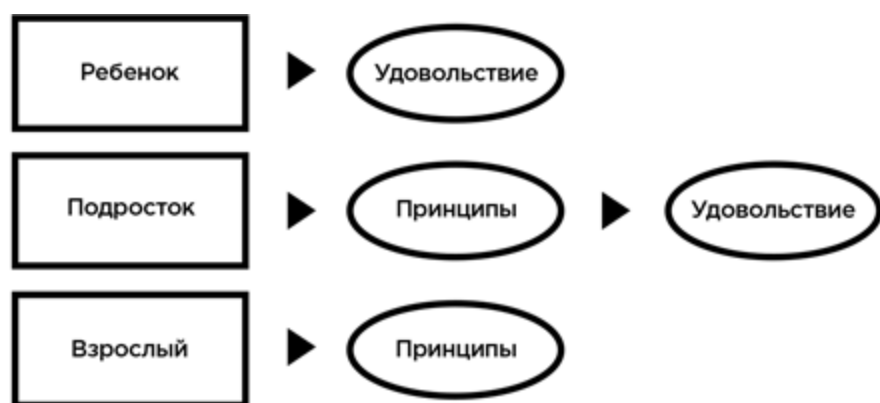 Ребенок
Удовольствие
Подросток
Принципы
Удовольствие
Взрослый
Принципы